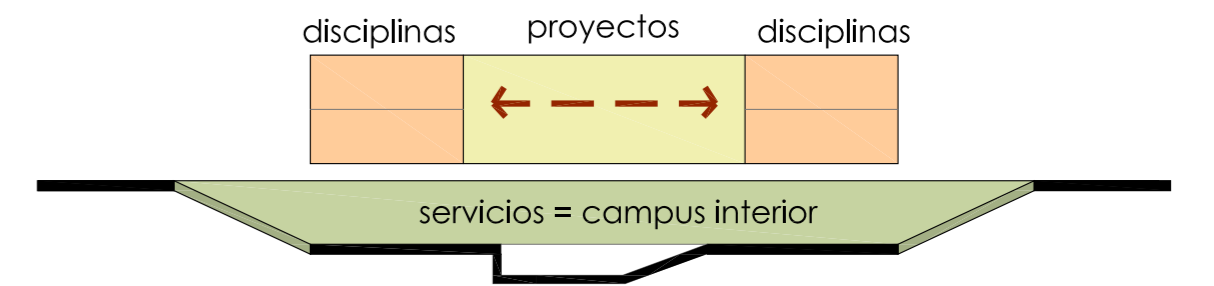 disciplinas proyectos disciplinas
servicios = campus interior